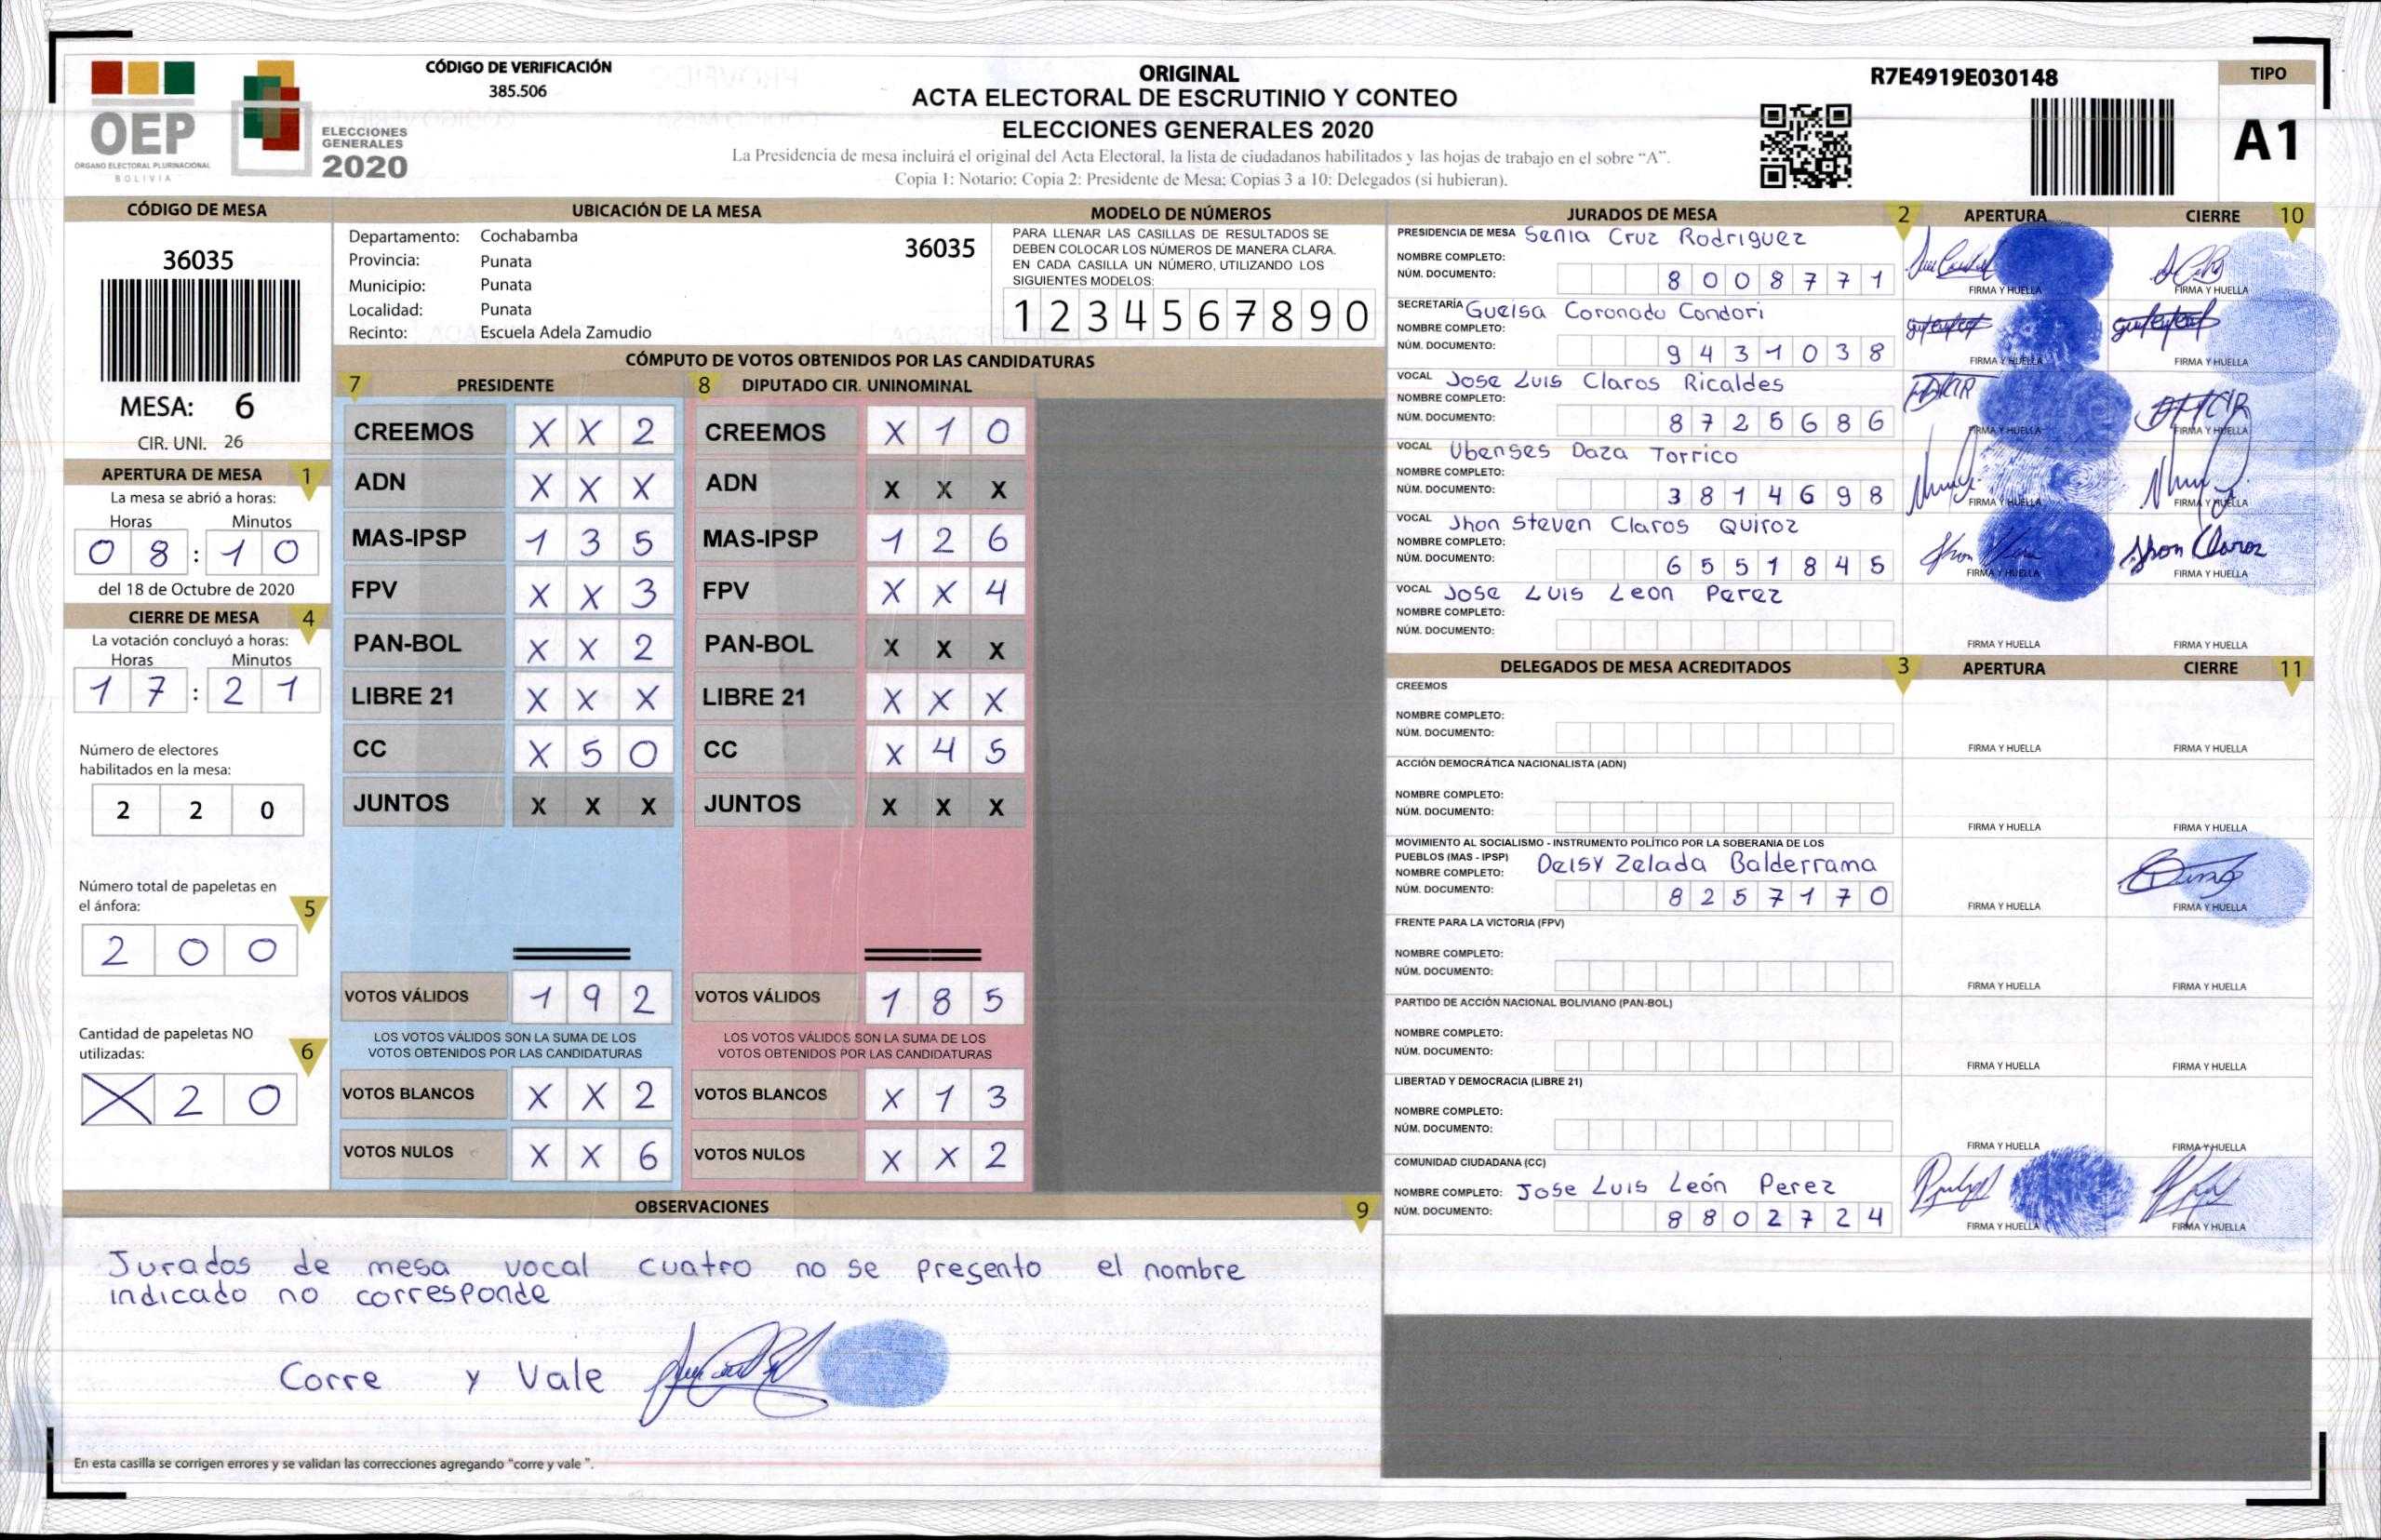 CÓDIGO DE VERIFICACIÓN
385.506
OEP
ÓRGANO ELECTORAL PLURINACIONAL
BOLIVIA
ELECCIONES
GENERALES
2020
ORIGINAL
ACTA ELECTORAL DE ESCRUTINIO Y CONTEO
ELECCIONES GENERALES 2020
La Presidencia de mesa incluirá el original del Acta Electoral, la lista de ciudadanos habilitados y las hojas de trabajo en el sobre "A".
Copia 1: Notario: Copia 2: Presidente de Mesa: Copias 3 a 10: Delegados (si hubieran).
R7E4919E030148
TIPO
A1
CÓDIGO DE MESA
36035
MESA: 6
CIR. UNI. 26
APERTURA DE MESA 1
La mesa se abrió a horas:
Horas Minutos
0 8 : 1 0
del 18 de Octubre de 2020
CIERRE DE MESA 4
La votación concluyó a horas:
Horas Minutos
1 7 : 2 1
Número de electores
habilitados en la mesa:
2 2 0
Número total de papeletas en
el ánfora: 5
2 0 0
Cantidad de papeletas NO
utilizadas: 6
X 2 0
UBICACIÓN DE LA MESA
Departamento: Cochabamba 36035
Provincia: Punata
Municipio: Punata
Localidad: Punata
Recinto: Escuela Adela Zamudio
MODELO DE NÚMEROS
PARA LLENAR LAS CASILLAS DE RESULTADOS SE
DEBEN COLOCAR LOS NÚMEROS DE MANERA CLARA.
EN CADA CASILLA UN NÚMERO, UTILIZANDO LOS
SIGUIENTES MODELOS:
1 2 3 4 5 6 7 8 9 0
CÓMPUTO DE VOTOS OBTENIDOS POR LAS CANDIDATURAS
7 PRESIDENTE 8 DIPUTADO CIR. UNINOMINAL
CREEMOS X X 2 CREEMOS X 1 0
ADN X X X ADN X X X
MAS-IPSP 1 3 5 MAS-IPSP 1 2 6
FPV X X 3 FPV X X 4
PAN-BOL X X 2 PAN-BOL X X X
LIBRE 21 X X X LIBRE 21 X X X
CC X 5 0 CC X 4 5
JUNTOS X X X JUNTOS X X X
VOTOS VÁLIDOS 1 9 2 VOTOS VÁLIDOS 1 8 5
LOS VOTOS VÁLIDOS SON LA SUMA DE LOS LOS VOTOS VÁLIDOS SON LA SUMA DE LOS
VOTOS OBTENIDOS POR LAS CANDIDATURAS VOTOS OBTENIDOS POR LAS CANDIDATURAS
VOTOS BLANCOS X X 2 VOTOS BLANCOS X 1 3
VOTOS NULOS X X 6 VOTOS NULOS X X 2
OBSERVACIONES 9
Jurados de mesa vocal cuatro no se presento el nombre
indicado no corresponde
Corre y Vale
En esta casilla se corrigen errores y se validan las correcciones agregando "corre y vale ".
JURADOS DE MESA 2 APERTURA CIERRE 10
PRESIDENCIA DE MESA Senia Cruz Rodriguez
NOMBRE COMPLETO:
NÚM. DOCUMENTO: 8 0 0 8 7 7 1
FIRMA Y HUELLA FIRMA Y HUELLA
SECRETARÍA Gueisa Coronado Condori
NOMBRE COMPLETO:
NÚM. DOCUMENTO: 9 4 3 1 0 3 8
FIRMA Y HUELLA FIRMA Y HUELLA
VOCAL Jose Luis Claros Ricaldes
NOMBRE COMPLETO:
NÚM. DOCUMENTO: 8 7 2 5 6 8 6
FIRMA Y HUELLA FIRMA Y HUELLA
VOCAL Ubenses Daza Torrico
NOMBRE COMPLETO:
NÚM. DOCUMENTO: 3 8 1 4 6 9 8
FIRMA Y HUELLA FIRMA Y HUELLA
VOCAL Jhon Steven Claros Quiroz
NOMBRE COMPLETO:
NÚM. DOCUMENTO: 6 5 5 1 8 4 5
Jhon Claros
FIRMA Y HUELLA FIRMA Y HUELLA
VOCAL Jose Luis Leon Perez
NOMBRE COMPLETO:
NÚM. DOCUMENTO:
FIRMA Y HUELLA FIRMA Y HUELLA
DELEGADOS DE MESA ACREDITADOS 3 APERTURA CIERRE 11
CREEMOS
NOMBRE COMPLETO:
NÚM. DOCUMENTO:
FIRMA Y HUELLA FIRMA Y HUELLA
ACCIÓN DEMOCRÁTICA NACIONALISTA (ADN)
NOMBRE COMPLETO:
NÚM. DOCUMENTO:
FIRMA Y HUELLA FIRMA Y HUELLA
MOVIMIENTO AL SOCIALISMO - INSTRUMENTO POLÍTICO POR LA SOBERANIA DE LOS
PUEBLOS (MAS - IPSP)
NOMBRE COMPLETO: Deisy Zelada Balderrama
NÚM. DOCUMENTO: 8 2 5 7 1 7 0
FIRMA Y HUELLA FIRMA Y HUELLA
FRENTE PARA LA VICTORIA (FPV)
NOMBRE COMPLETO:
NÚM. DOCUMENTO:
FIRMA Y HUELLA FIRMA Y HUELLA
PARTIDO DE ACCIÓN NACIONAL BOLIVIANO (PAN-BOL)
NOMBRE COMPLETO:
NÚM. DOCUMENTO:
FIRMA Y HUELLA FIRMA Y HUELLA
LIBERTAD Y DEMOCRACIA (LIBRE 21)
NOMBRE COMPLETO:
NÚM. DOCUMENTO:
FIRMA Y HUELLA FIRMA Y HUELLA
COMUNIDAD CIUDADANA (CC)
NOMBRE COMPLETO: Jose Luis León Perez
NÚM. DOCUMENTO: 8 8 0 2 7 2 4
FIRMA Y HUELLA FIRMA Y HUELLA